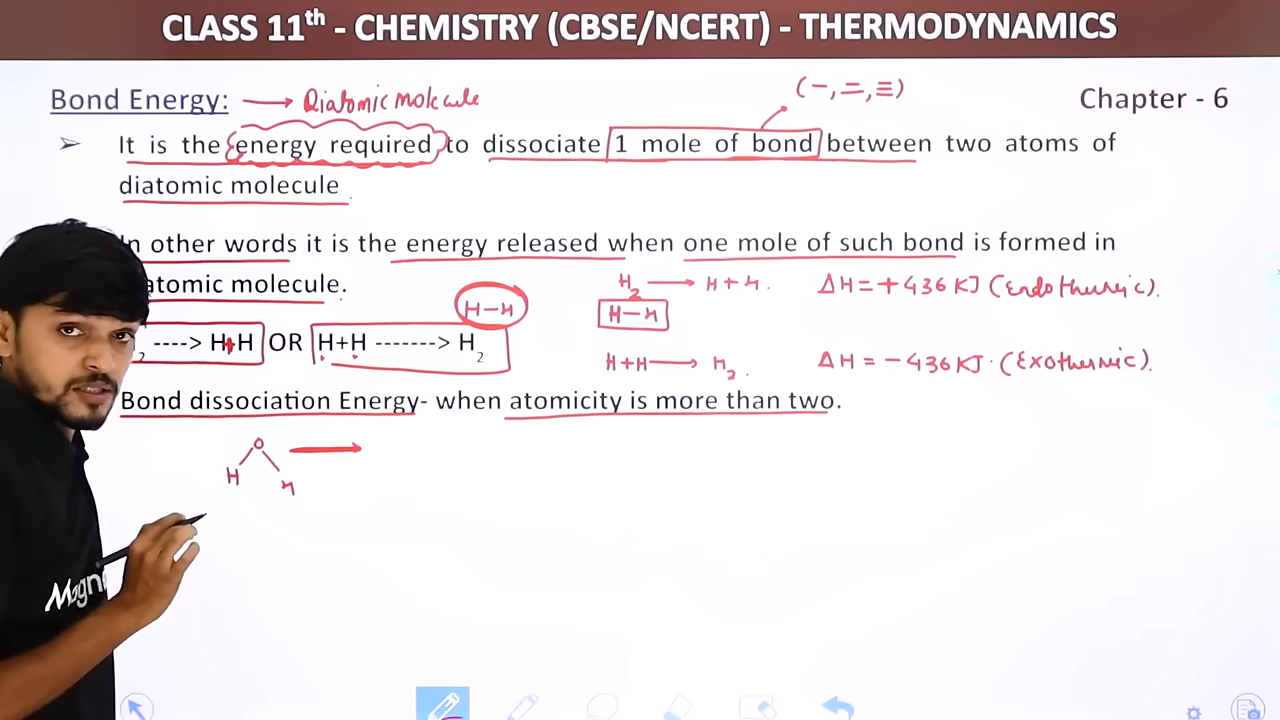 CLASS 11th - CHEMISTRY (CBSE/NCERT) - THERMODYNAMICS
Bond Energy: → Diatomic molecule (−, =, ≡) Chapter - 6
➢ It is the energy required to dissociate 1 mole of bond between two atoms of
diatomic molecule.
In other words it is the energy released when one mole of such bond is formed in
atomic molecule.
H-H
H2 → H + H. ΔH = +436 KJ (Endothermic).
H-H
2 ----> H+H OR H+H -------> H2
H+H → H2. ΔH = -436 KJ. (Exothermic).
Bond dissociation Energy- when atomicity is more than two.
O →
H H
Magn